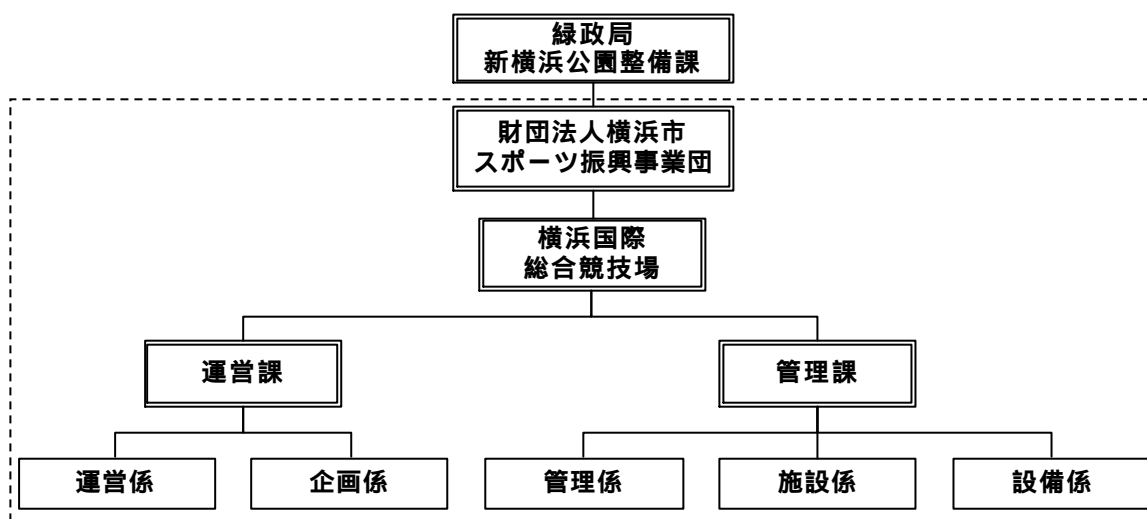 緑政局
新横浜公園整備課
財団法人横浜市
スポーツ振興事業団
横浜国際
総合競技場
運営課
管理課
運営係
企画係
管理係
施設係
設備係